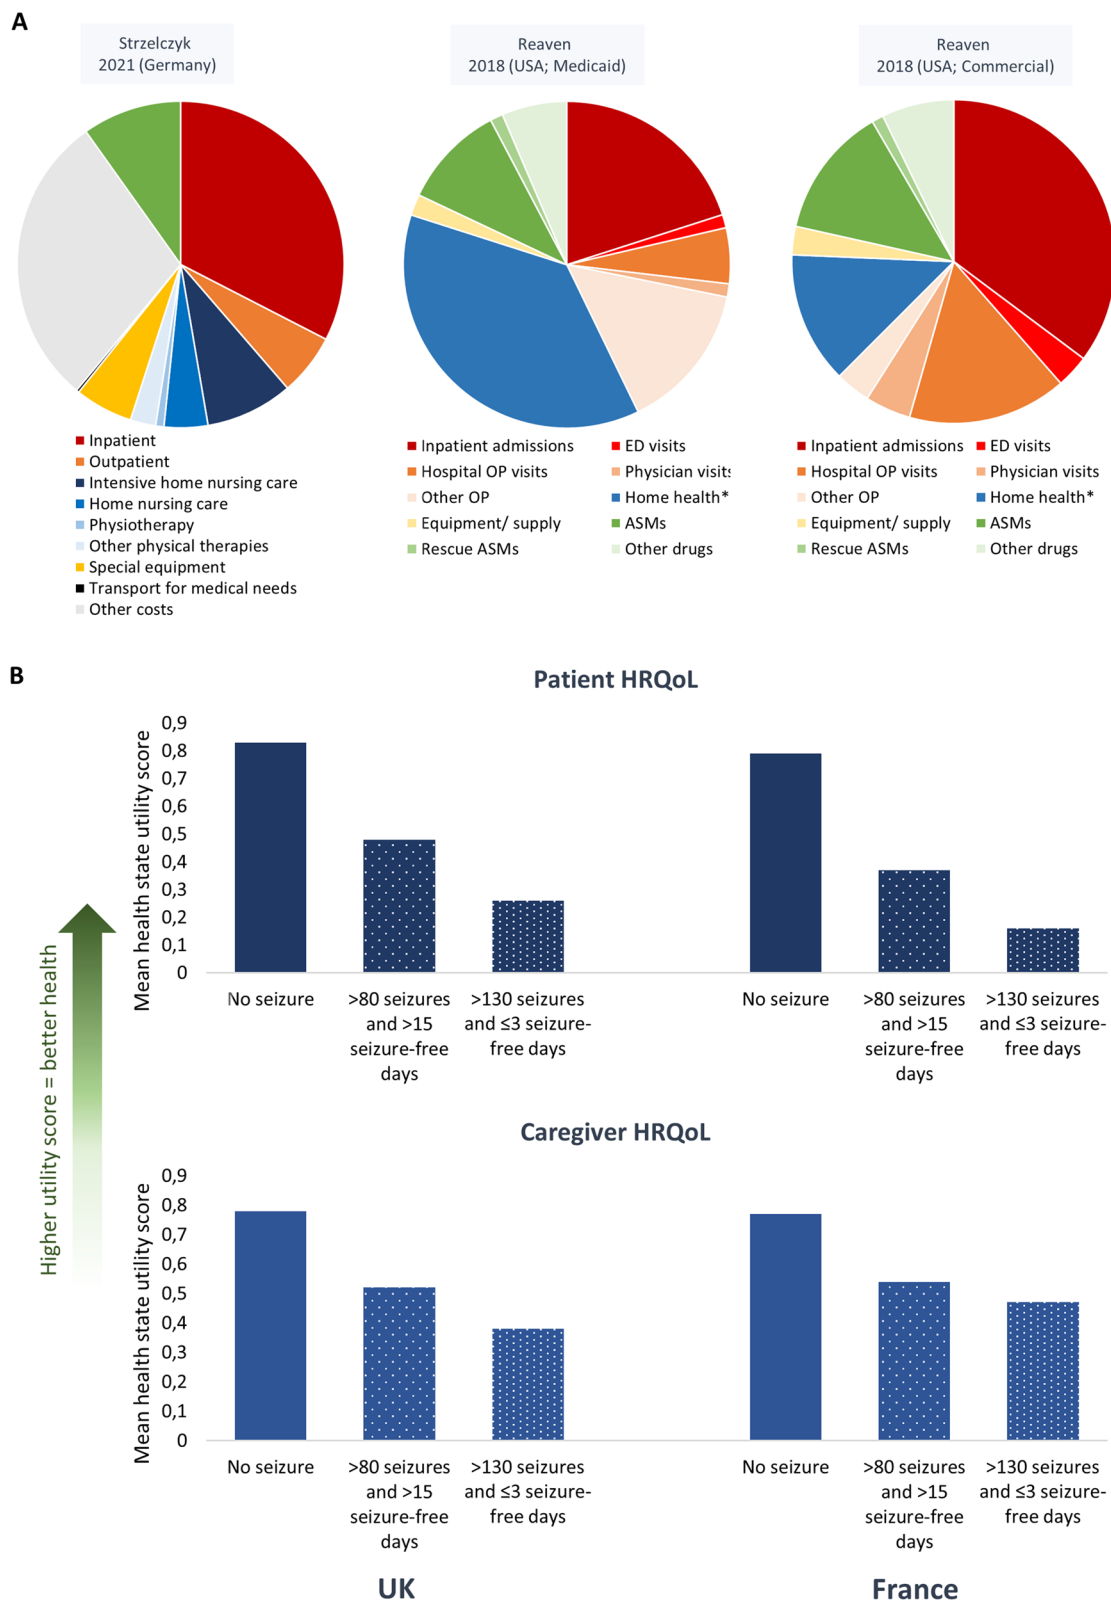 A
Strzelczyk
2021 (Germany)
Reaven
2018 (USA; Medicaid)
Reaven
2018 (USA; Commercial)
Inpatient
Outpatient
Intensive home nursing care
Home nursing care
Physiotherapy
Other physical therapies
Special equipment
Transport for medical needs
Other costs
Inpatient admissions
ED visits
Hospital OP visits
Physician visits
Other OP
Home health*
Equipment/ supply
ASMs
Rescue ASMs
Other drugs
Inpatient admissions
ED visits
Hospital OP visits
Physician visits
Other OP
Home health*
Equipment/ supply
ASMs
Rescue ASMs
Other drugs
B
Higher utility score = better health
Patient HRQoL
Mean health state utility score
0,9
0,8
0,7
0,6
0,5
0,4
0,3
0,2
0,1
0
No seizure
>80 seizures
and >15
seizure-free
days
>130 seizures
and ≤3 seizure-
free days
No seizure
>80 seizures
and >15
seizure-free
days
>130 seizures
and ≤3 seizure-
free days
Caregiver HRQoL
Mean health state utility score
0,9
0,8
0,7
0,6
0,5
0,4
0,3
0,2
0,1
0
No seizure
>80 seizures
and >15
seizure-free
days
>130 seizures
and ≤3 seizure-
free days
No seizure
>80 seizures
and >15
seizure-free
days
>130 seizures
and ≤3 seizure-
free days
UK
France